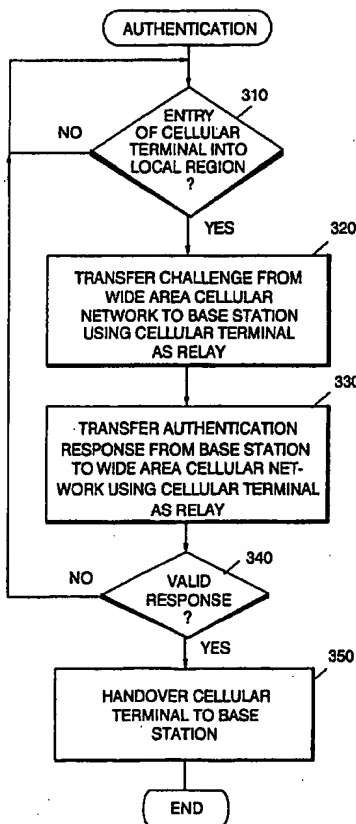 AUTHENTICATION
310
ENTRY
OF CELLULAR
TERMINAL INTO
LOCAL REGION
?
NO
YES
320
TRANSFER CHALLENGE FROM
WIDE AREA CELLULAR
NETWORK TO BASE STATION
USING CELLULAR TERMINAL
AS RELAY
330
TRANSFER AUTHENTICATION
RESPONSE FROM BASE STATION
TO WIDE AREA CELLULAR NET-
WORK USING CELLULAR TERMINAL
AS RELAY
340
VALID
RESPONSE
?
NO
YES
350
HANDOVER CELLULAR
TERMINAL TO BASE
STATION
END